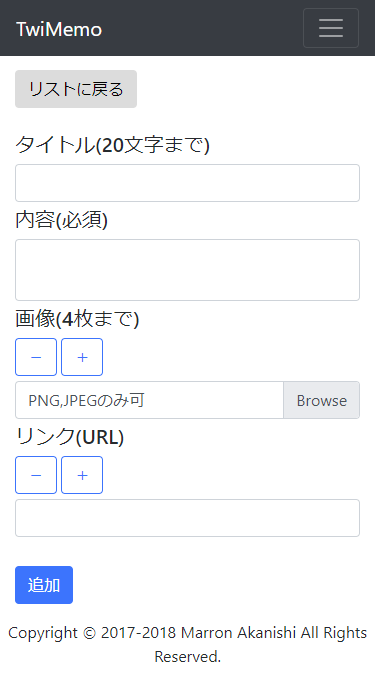 TwiMemo
リストに戻る
タイトル(20文字まで)
内容(必須)
画像(4枚まで)
− +
PNG,JPEGのみ可 Browse
リンク(URL)
− +
追加
Copyright © 2017-2018 Marron Akanishi All Rights
Reserved.